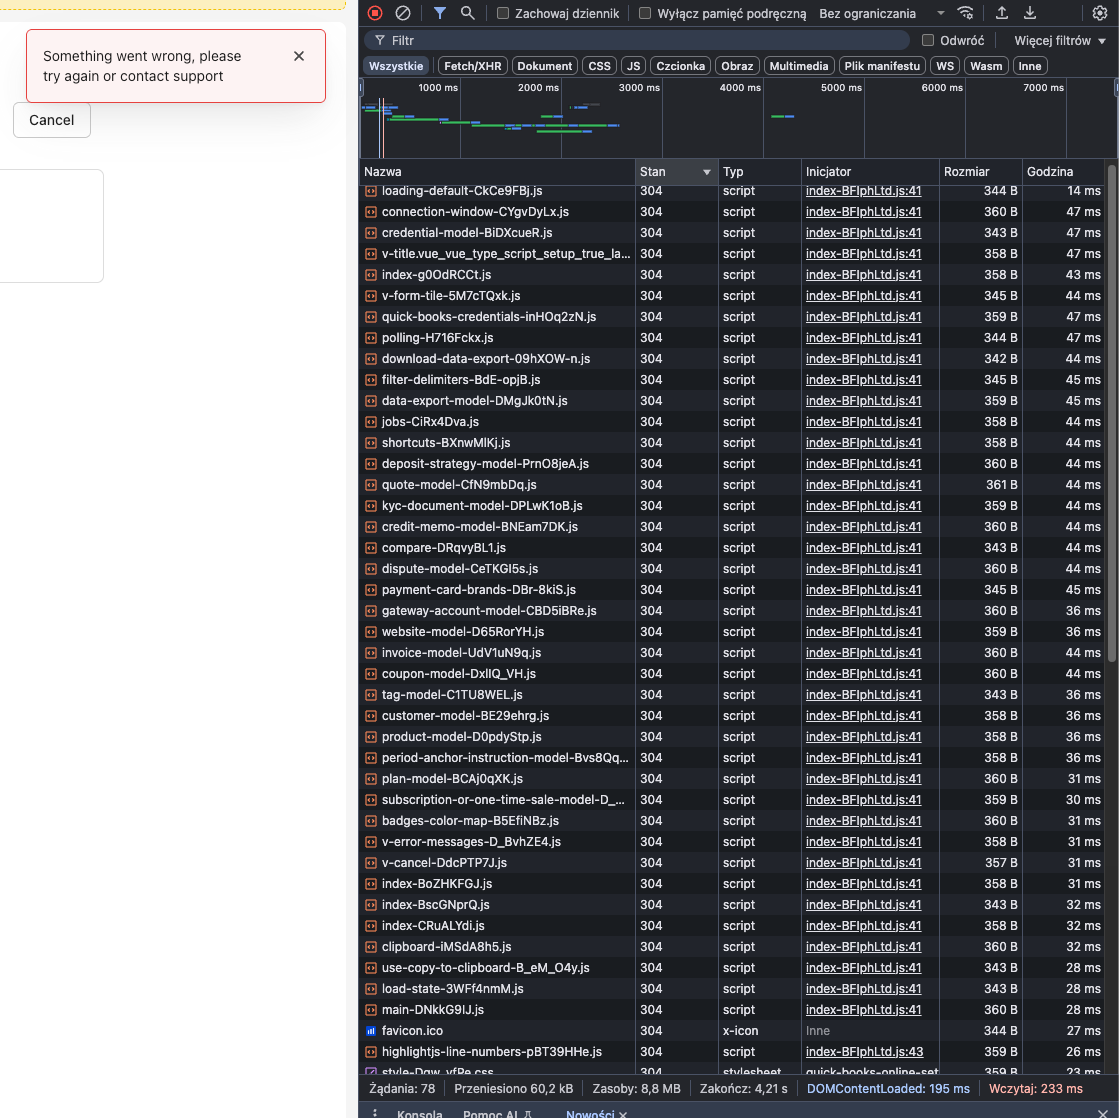 Something went wrong, please
try again or contact support
Cancel
Zachowaj dziennik
Wyłącz pamięć podręczną
Bez ograniczania
Filtr
Odwróć
Więcej filtrów
Wszystkie
Fetch/XHR
Dokument
CSS
JS
Czcionka
Obraz
Multimedia
Plik manifestu
WS
Wasm
Inne
1000 ms
2000 ms
3000 ms
4000 ms
5000 ms
6000 ms
7000 ms
Nazwa Stan Typ Inicjator Rozmiar Godzina
loading-default-CkCe9FBj.js 304 script index-BFIphLtd.js:41 344 B 14 ms
connection-window-CYgvDyLx.js 304 script index-BFIphLtd.js:41 360 B 47 ms
credential-model-BiDXcueR.js 304 script index-BFIphLtd.js:41 343 B 47 ms
v-title.vue_vue_type_script_setup_true_la... 304 script index-BFIphLtd.js:41 358 B 47 ms
index-g0OdRCCt.js 304 script index-BFIphLtd.js:41 358 B 43 ms
v-form-tile-5M7cTQxk.js 304 script index-BFIphLtd.js:41 345 B 44 ms
quick-books-credentials-inHOq2zN.js 304 script index-BFIphLtd.js:41 359 B 47 ms
polling-H716Fckx.js 304 script index-BFIphLtd.js:41 344 B 47 ms
download-data-export-09hXOW-n.js 304 script index-BFIphLtd.js:41 342 B 44 ms
filter-delimiters-BdE-opjB.js 304 script index-BFIphLtd.js:41 345 B 45 ms
data-export-model-DMgJk0tN.js 304 script index-BFIphLtd.js:41 359 B 45 ms
jobs-CiRx4Dva.js 304 script index-BFIphLtd.js:41 358 B 44 ms
shortcuts-BXnwMlKj.js 304 script index-BFIphLtd.js:41 358 B 44 ms
deposit-strategy-model-PrnO8jeA.js 304 script index-BFIphLtd.js:41 360 B 44 ms
quote-model-CfN9mbDq.js 304 script index-BFIphLtd.js:41 361 B 44 ms
kyc-document-model-DPLwK1oB.js 304 script index-BFIphLtd.js:41 359 B 44 ms
credit-memo-model-BNEam7DK.js 304 script index-BFIphLtd.js:41 360 B 44 ms
compare-DRqvyBL1.js 304 script index-BFIphLtd.js:41 343 B 44 ms
dispute-model-CeTKGI5s.js 304 script index-BFIphLtd.js:41 360 B 44 ms
payment-card-brands-DBr-8kiS.js 304 script index-BFIphLtd.js:41 345 B 45 ms
gateway-account-model-CBD5iBRe.js 304 script index-BFIphLtd.js:41 360 B 36 ms
website-model-D65RorYH.js 304 script index-BFIphLtd.js:41 359 B 36 ms
invoice-model-UdV1uN9q.js 304 script index-BFIphLtd.js:41 360 B 44 ms
coupon-model-DxlIQ_VH.js 304 script index-BFIphLtd.js:41 360 B 44 ms
tag-model-C1TU8WEL.js 304 script index-BFIphLtd.js:41 343 B 36 ms
customer-model-BE29ehrg.js 304 script index-BFIphLtd.js:41 358 B 36 ms
product-model-D0pdyStp.js 304 script index-BFIphLtd.js:41 358 B 36 ms
period-anchor-instruction-model-Bvs8Qq... 304 script index-BFIphLtd.js:41 358 B 36 ms
plan-model-BCAj0qXK.js 304 script index-BFIphLtd.js:41 360 B 31 ms
subscription-or-one-time-sale-model-D_... 304 script index-BFIphLtd.js:41 359 B 30 ms
badges-color-map-B5EfiNBz.js 304 script index-BFIphLtd.js:41 360 B 31 ms
v-error-messages-D_BvhZE4.js 304 script index-BFIphLtd.js:41 358 B 31 ms
v-cancel-DdcPTP7J.js 304 script index-BFIphLtd.js:41 357 B 31 ms
index-BoZHKFGJ.js 304 script index-BFIphLtd.js:41 358 B 31 ms
index-BscGNprQ.js 304 script index-BFIphLtd.js:41 343 B 32 ms
index-CRuALYdi.js 304 script index-BFIphLtd.js:41 358 B 32 ms
clipboard-iMSdA8h5.js 304 script index-BFIphLtd.js:41 360 B 32 ms
use-copy-to-clipboard-B_eM_O4y.js 304 script index-BFIphLtd.js:41 343 B 28 ms
load-state-3WFf4nmM.js 304 script index-BFIphLtd.js:41 343 B 28 ms
main-DNkkG9lJ.js 304 script index-BFIphLtd.js:41 360 B 28 ms
favicon.ico 304 x-icon Inne 344 B 27 ms
highlightjs-line-numbers-pBT39HHe.js 304 script index-BFIphLtd.js:43 359 B 26 ms
304 stylesheet quick-books-online-set 359 B 23 ms
Żądania: 78 Przeniesiono 60,2 kB Zasoby: 8,8 MB Zakończ: 4,21 s DOMContentLoaded: 195 ms Wczytaj: 233 ms
Konsola Pomoc AI Nowości